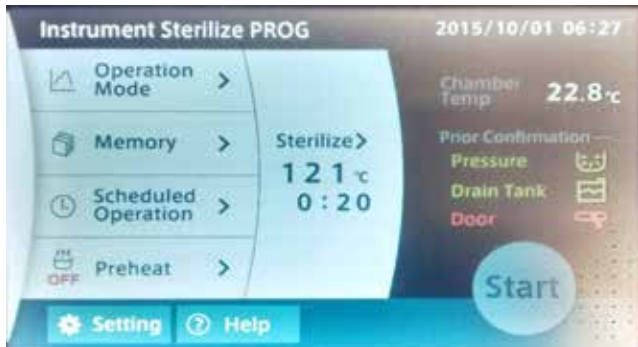 Instrument Sterilize PROG
2015/10/01 06:27
Operation
Mode
Memory
Scheduled
Operation
OFF
Preheat
Sterilize
121℃
0:20
Chamber
Temp
22.8℃
Prior Confirmation
Pressure
Drain Tank
Door
Start
Setting
? Help